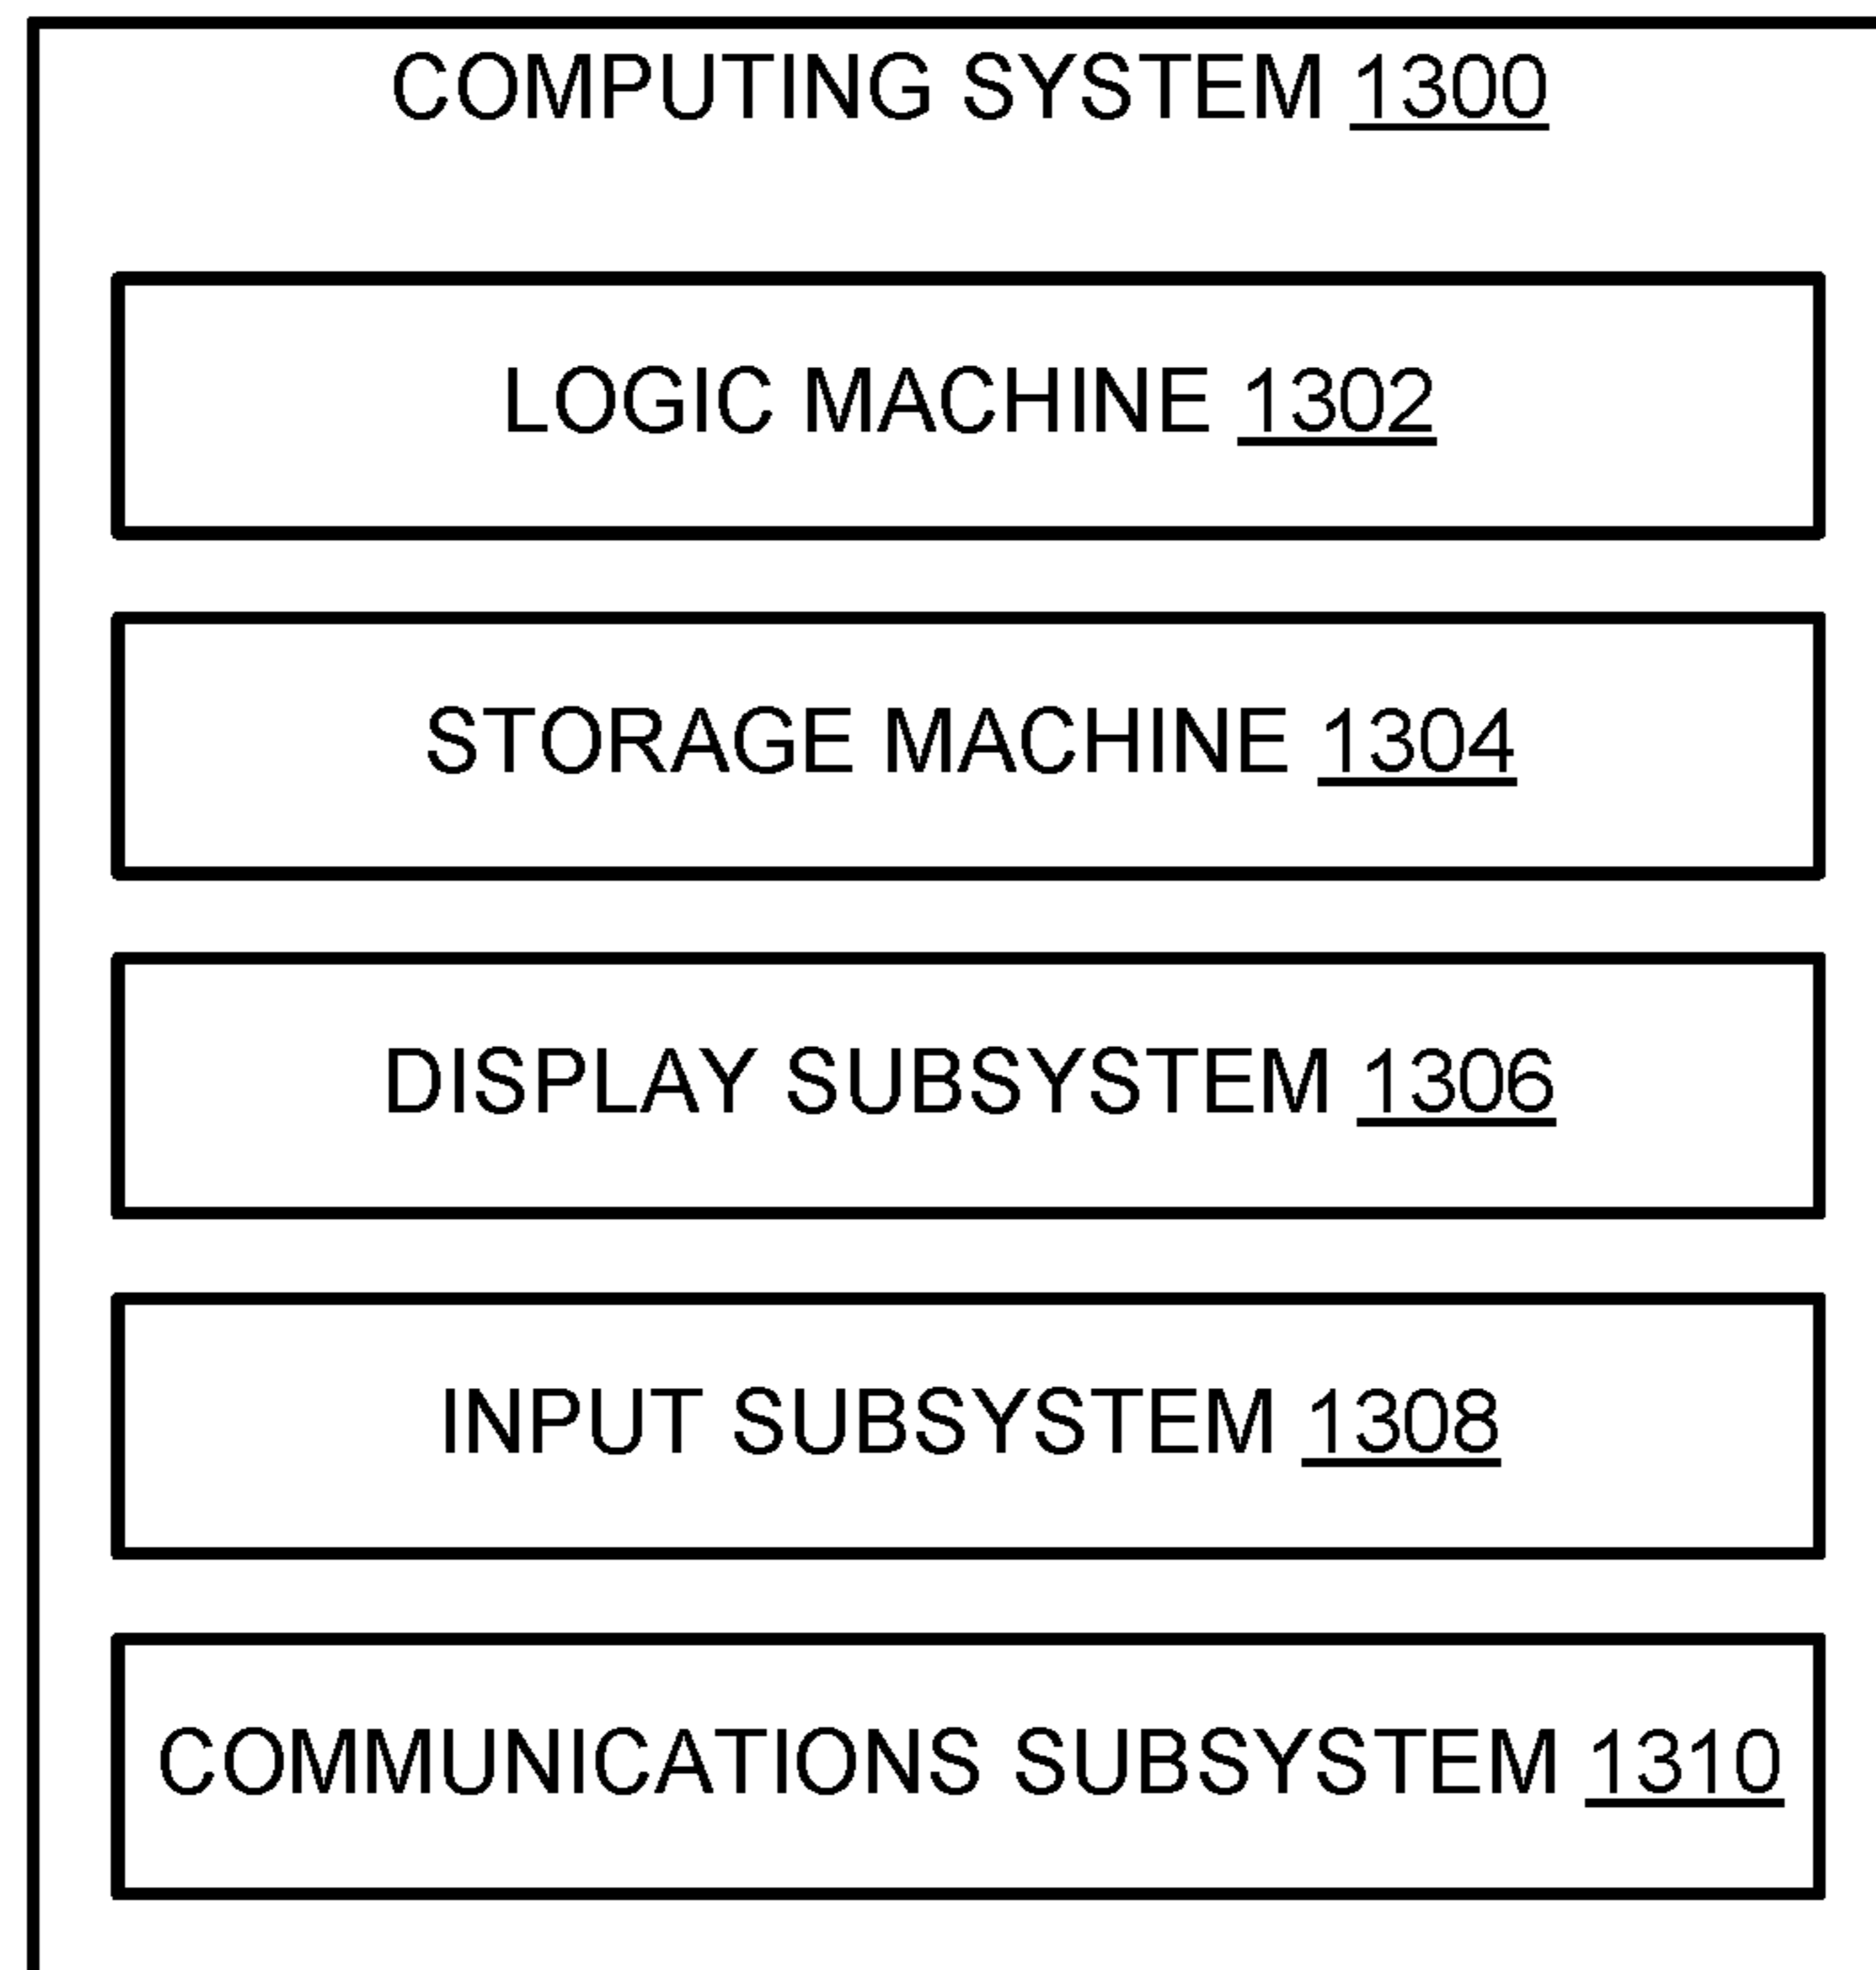 COMPUTING SYSTEM 1300
LOGIC MACHINE 1302
STORAGE MACHINE 1304
DISPLAY SUBSYSTEM 1306
INPUT SUBSYSTEM 1308
COMMUNICATIONS SUBSYSTEM 1310